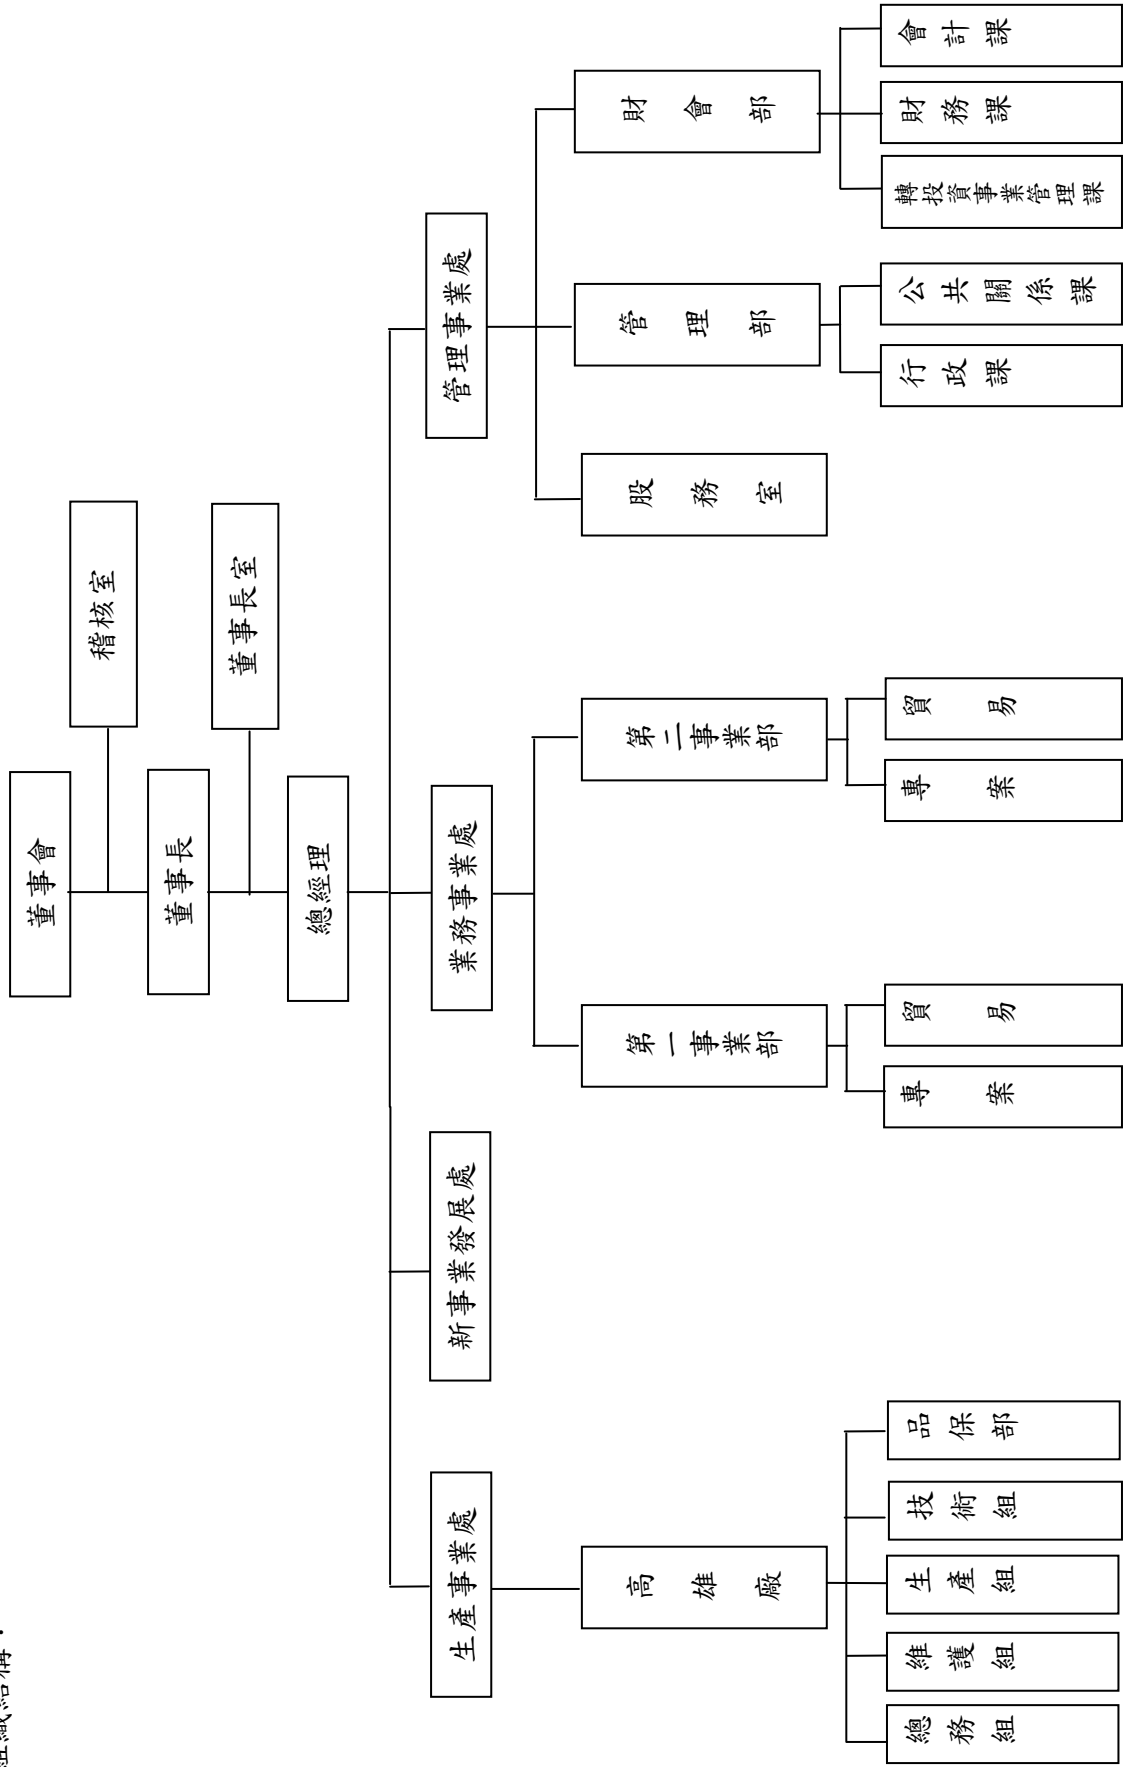 組織結構：
董事會
稽核室
董事長
董事長室
總經理
生產事業處
新事業發展處
業務事業處
管理事業處
高雄廠
第一事業部
第二事業部
股務室
管理部
財會部
總務組
維護組
生產組
技術組
品保部
專案
貿易
專案
貿易
行政課
公共關係課
轉投資事業管理課
財務課
會計課